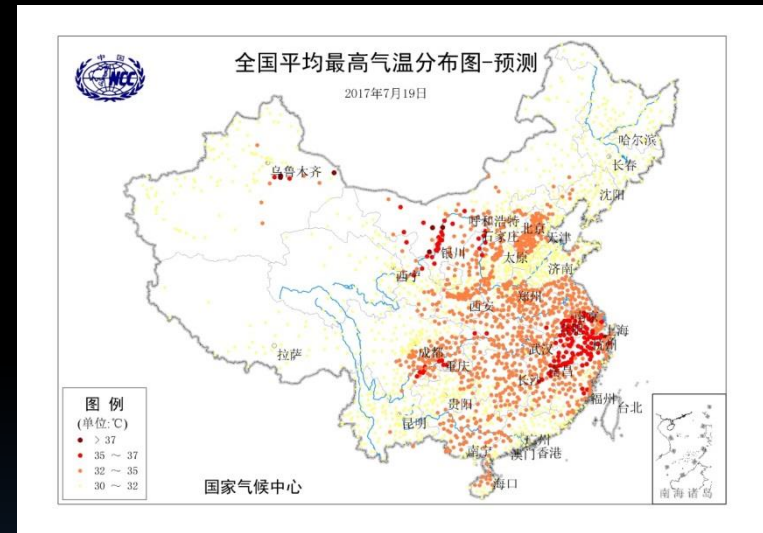 中 国
NCC
全国平均最高气温分布图-预测
2017年7月19日
哈尔滨
长春
乌鲁木齐
沈阳
呼和浩特
北京
石家庄
天津
银川
太原
济南
西宁
郑州
西安
上海
成都
杭州
武汉
拉萨
重庆
长沙
昌
贵阳
福州
台北
昆明
广州
南宁
澳门香港
海口
图 例
(单位:℃)
> 37
35 ～ 37
32 ～ 35
30 ～ 32
国家气候中心
南海诸岛